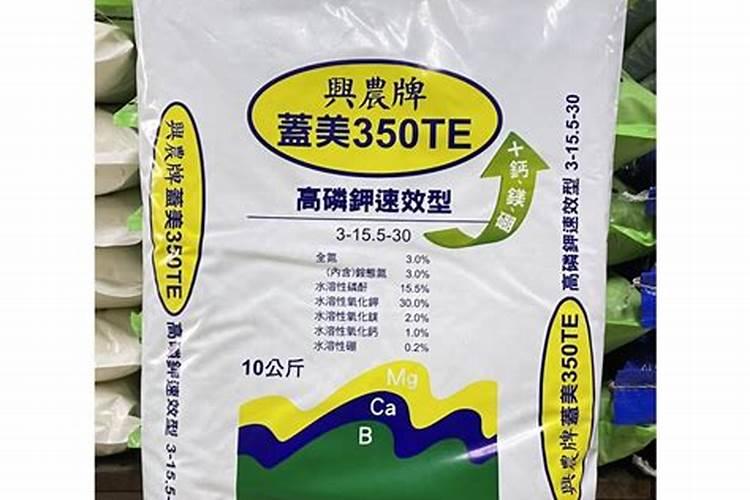 興農牌
蓋美350TE
高磷鉀速效型
3-15.5-30
+鈣、鎂、硼
全氮 3.0%
(內含)銨態氮 3.0%
水溶性磷酐 15.5%
水溶性氧化鉀 30.0%
水溶性氧化鎂 2.0%
水溶性氧化鈣 1.0%
水溶性硼 0.2%
10公斤
Mg
Ca
B
興農牌蓋美350TE
高磷鉀速效型 3-15.5-
高磷鉀速效型 3-15.5-30
興農牌蓋美350TE